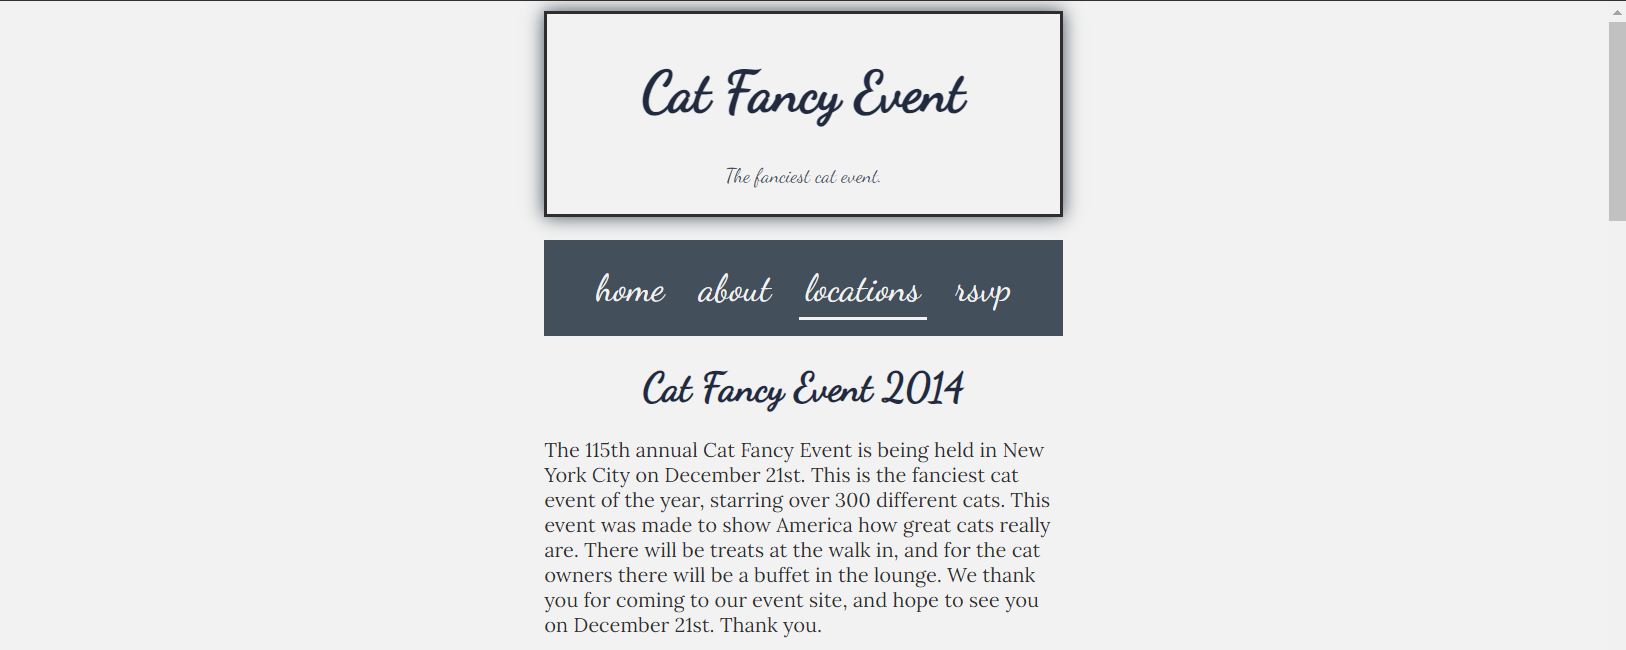 Cat Fancy Event
The fanciest cat event.
home about locations rsvp
Cat Fancy Event 2014
The 115th annual Cat Fancy Event is being held in New
York City on December 21st. This is the fanciest cat
event of the year, starring over 300 different cats. This
event was made to show America how great cats really
are. There will be treats at the walk in, and for the cat
owners there will be a buffet in the lounge. We thank
you for coming to our event site, and hope to see you
on December 21st. Thank you.